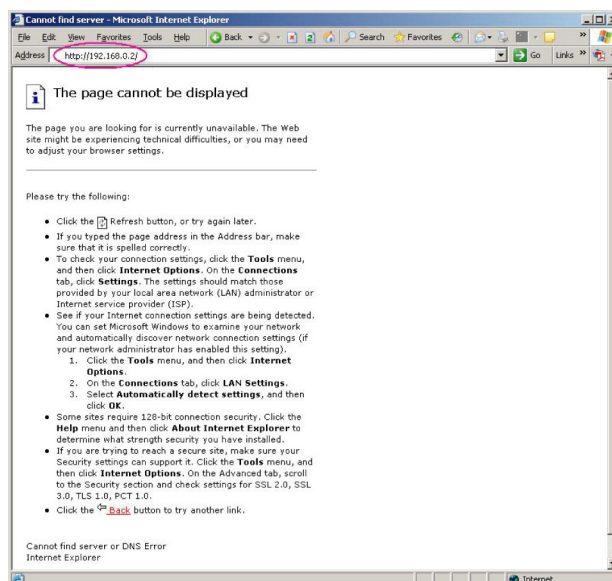 Cannot find server - Microsoft Internet Explorer
File Edit View Favorites Tools Help Back Search Favorites
Address http://192.168.0.2/ Go Links
The page cannot be displayed
The page you are looking for is currently unavailable. The Web
site might be experiencing technical difficulties, or you may need
to adjust your browser settings.
Please try the following:
Click the Refresh button, or try again later.
If you typed the page address in the Address bar, make
sure that it is spelled correctly.
To check your connection settings, click the Tools menu,
and then click Internet Options. On the Connections
tab, click Settings. The settings should match those
provided by your local area network (LAN) administrator or
Internet service provider (ISP).
See if your Internet connection settings are being detected.
You can set Microsoft Windows to examine your network
and automatically discover network connection settings (if
your network administrator has enabled this setting).
1. Click the Tools menu, and then click Internet
Options.
2. On the Connections tab, click LAN Settings.
3. Select Automatically detect settings, and then
click OK.
Some sites require 128-bit connection security. Click the
Help menu and then click About Internet Explorer to
determine what strength security you have installed.
If you are trying to reach a secure site, make sure your
Security settings can support it. Click the Tools menu, and
then click Internet Options. On the Advanced tab, scroll
to the Security section and check settings for SSL 2.0, SSL
3.0, TLS 1.0, PCT 1.0.
Click the Back button to try another link.
Cannot find server or DNS Error
Internet Explorer
Internet